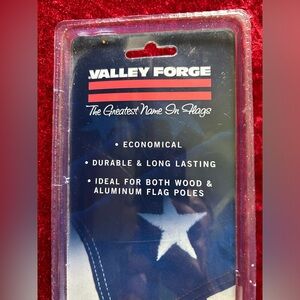 VALLEY FORGE
The Greatest Name In Flags
• ECONOMICAL
• DURABLE & LONG LASTING
• IDEAL FOR BOTH WOOD &
ALUMINUM FLAG POLES